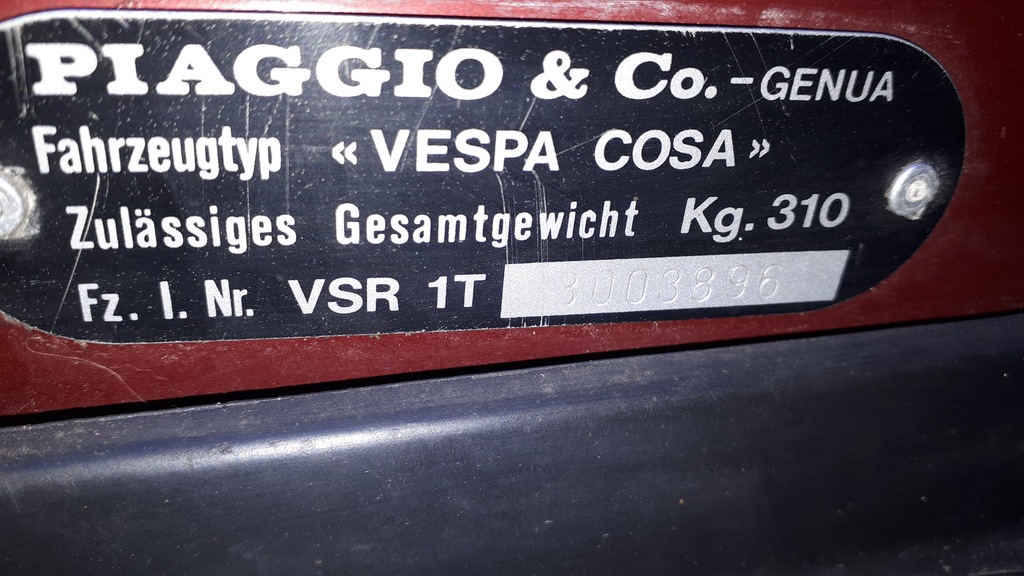 PIAGGIO & Co.-GENUA
Fahrzeugtyp « VESPA COSA »
Zulässiges Gesamtgewicht Kg. 310
Fz. I. Nr. VSR 1T 3003896